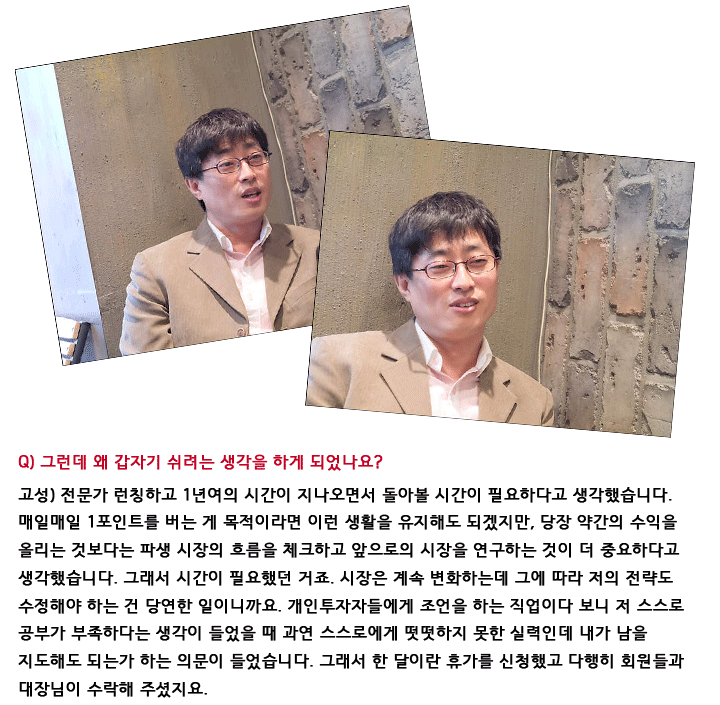 Q) 그런데 왜 갑자기 쉬려는 생각을 하게 되었나요?
고성) 전문가 런칭하고 1년여의 시간이 지나오면서 돌아볼 시간이 필요하다고 생각했습니다.
매일매일 1포인트를 버는 게 목적이라면 이런 생활을 유지해도 되겠지만, 당장 약간의 수익을
올리는 것보다는 파생 시장의 흐름을 체크하고 앞으로의 시장을 연구하는 것이 더 중요하다고
생각했습니다. 그래서 시간이 필요했던 거죠. 시장은 계속 변화하는데 그에 따라 저의 전략도
수정해야 하는 건 당연한 일이니까요. 개인투자자들에게 조언을 하는 직업이다 보니 저 스스로
공부가 부족하다는 생각이 들었을 때 과연 스스로에게 떳떳하지 못한 실력인데 내가 남을
지도해도 되는가 하는 의문이 들었습니다. 그래서 한 달이란 휴가를 신청했고 다행히 회원들과
대장님이 수락해 주셨지요.